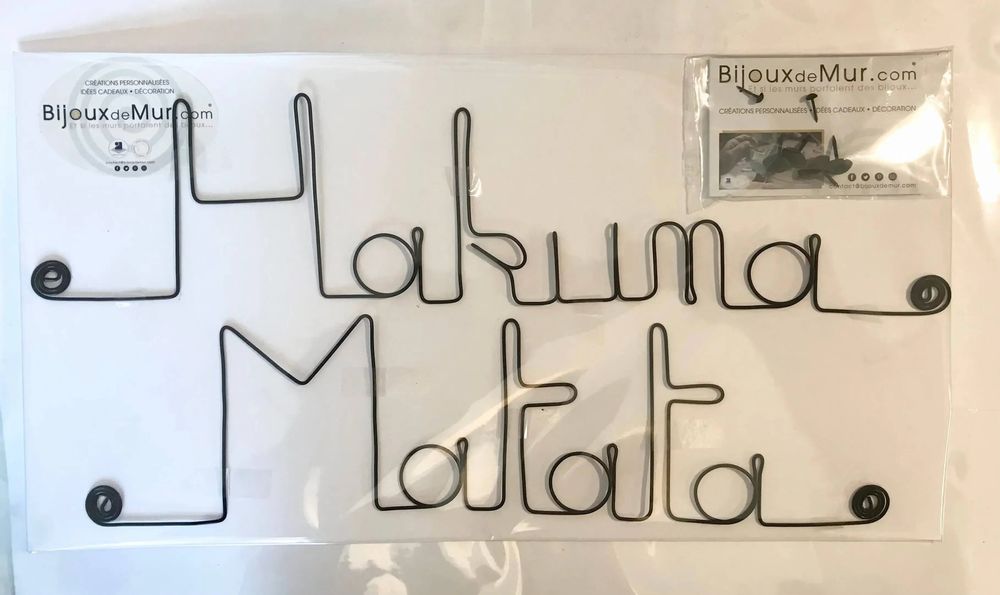 CRÉATIONS PERSONNALISÉES
IDÉES CADEAUX • DÉCORATION
BijouxdeMur.com
Et si les murs portaient des bijoux...
contact@bijouxdemur.com
BijouxdeMur.com
Et si les murs portaient des bijoux...
CRÉATIONS PERSONNALISÉES • IDÉES CADEAUX • DÉCORATION
contact@bijouxdemur.com
Hakuna
Matata